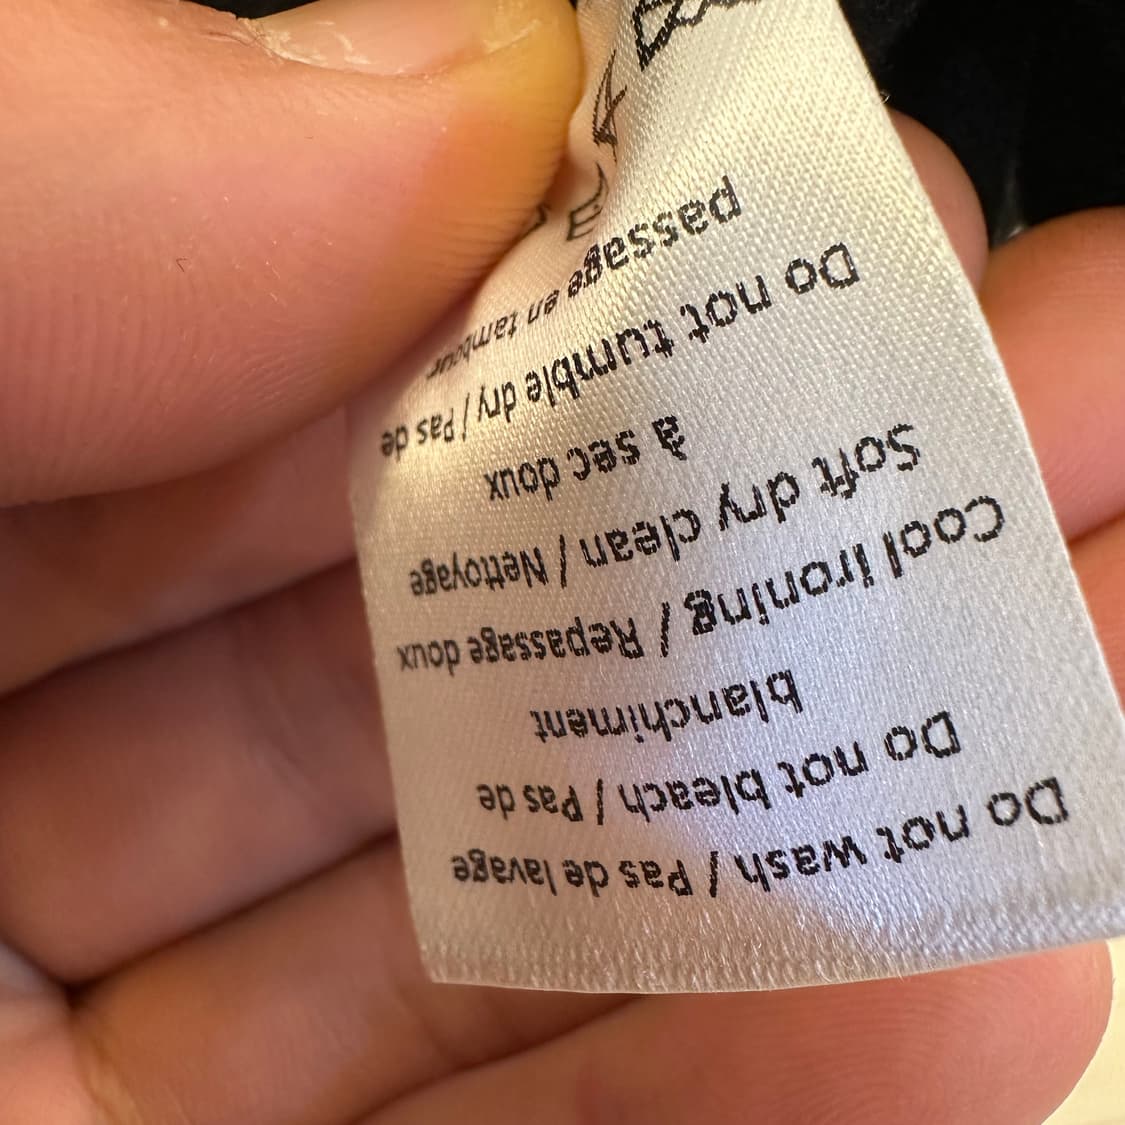 Do not wash / Pas de lavage
Do not bleach / Pas de
blanchiment
Cool ironing / Repassage doux
Soft dry clean / Nettoyage
à sec doux
Do not tumble dry / Pas de
passage en tambour